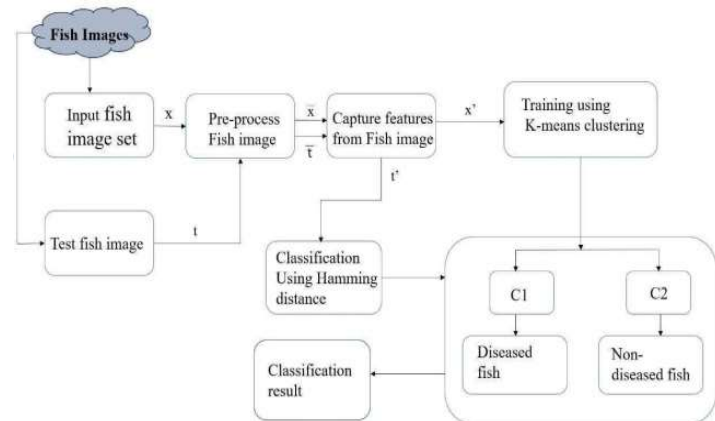 Fish Images
Input fish
image set
x
Pre-process
Fish image
x̄
t̄
Capture features
from Fish image
x'
Training using
K-means clustering
t'
Test fish image
t
Classification
Using Hamming
distance
C1
C2
Diseased
fish
Non-
diseased fish
Classification
result